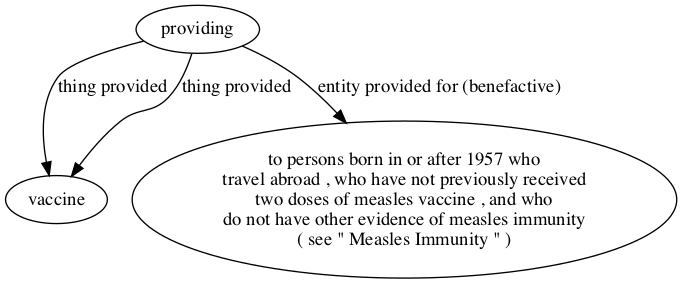 providing
thing provided
thing provided
entity provided for (benefactive)
vaccine
to persons born in or after 1957 who
travel abroad , who have not previously received
two doses of measles vaccine , and who
do not have other evidence of measles immunity
( see " Measles Immunity " )